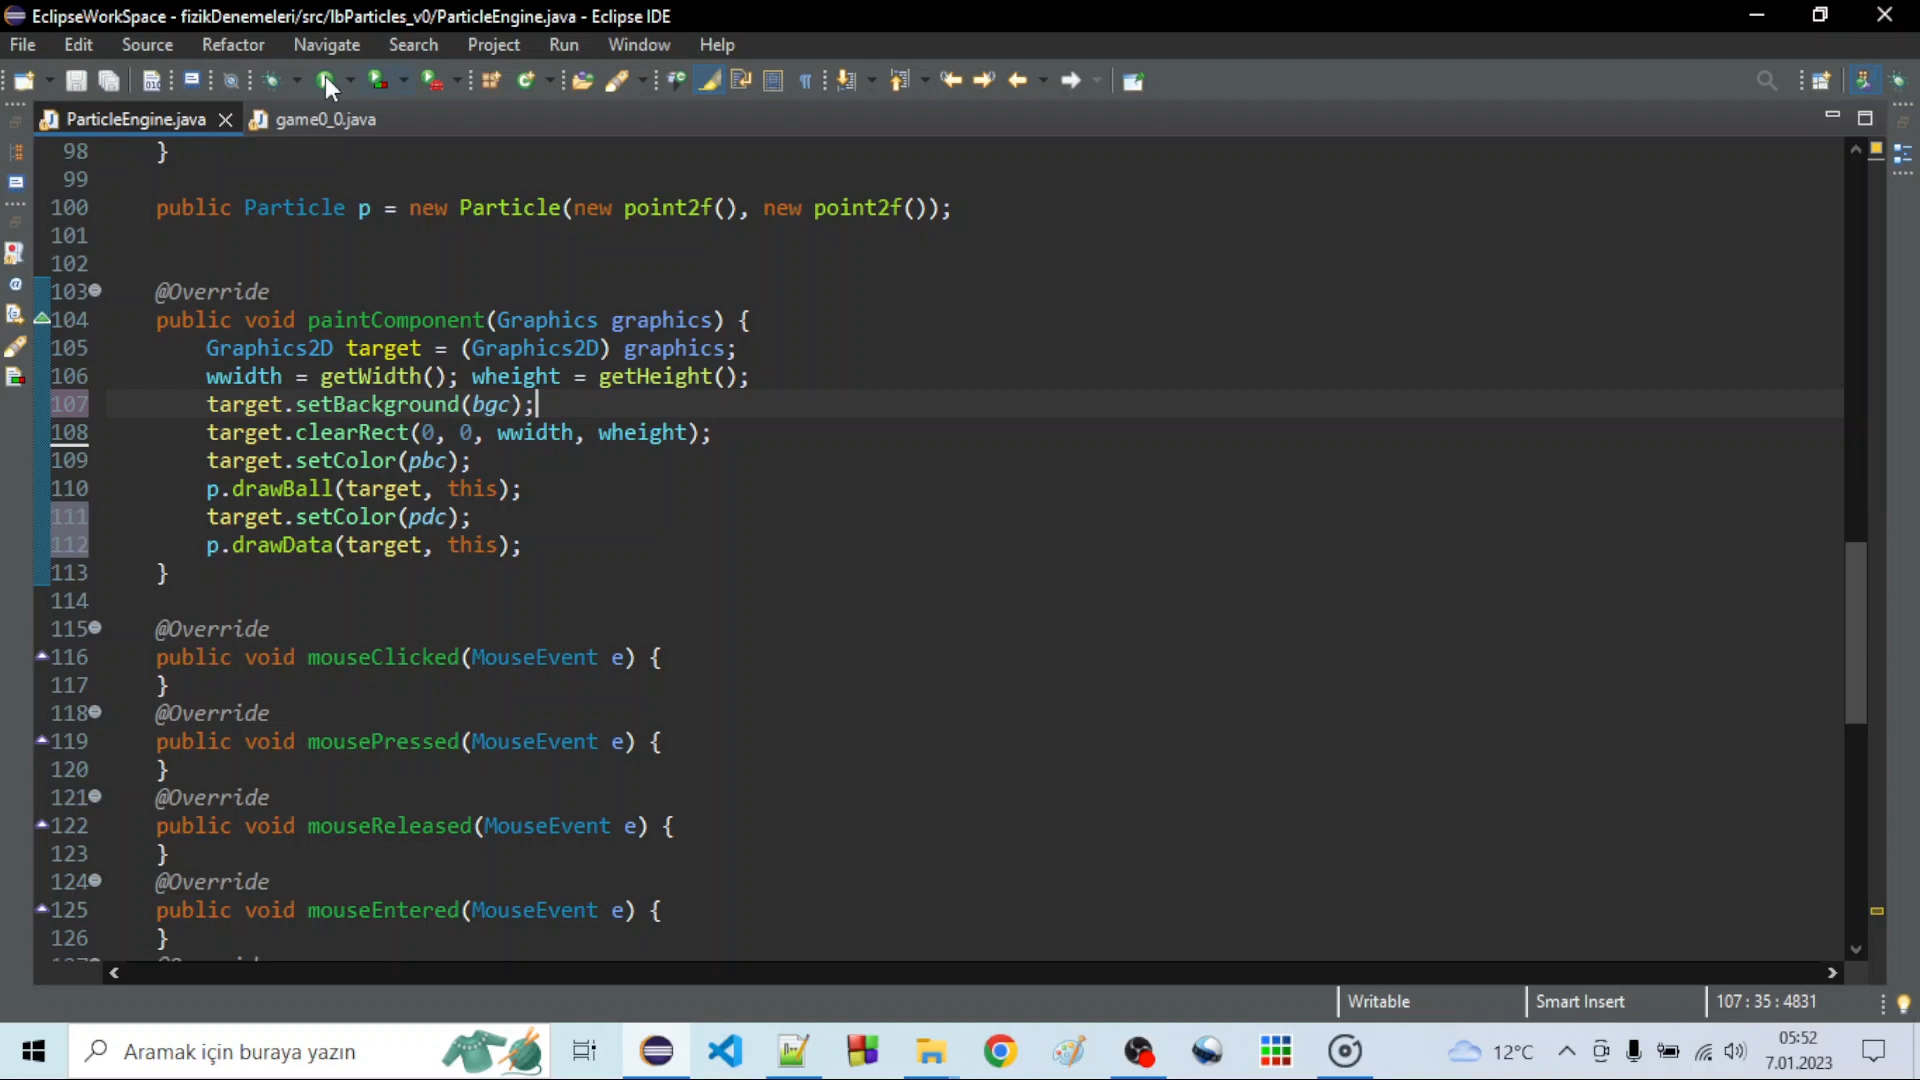 EclipseWorkSpace - fizikDenemeleri/src/lbParticles_v0/ParticleEngine.java - Eclipse IDE
File Edit Source Refactor Navigate Search Project Run Window Help
ParticleEngine.java game0_0.java
98 }
99
100 public Particle p = new Particle(new point2f(), new point2f());
101
102
103 @Override
104 public void paintComponent(Graphics graphics) {
105 Graphics2D target = (Graphics2D) graphics;
106 wwidth = getWidth(); wheight = getHeight();
107 target.setBackground(bgc);
108 target.clearRect(0, 0, wwidth, wheight);
109 target.setColor(pbc);
110 p.drawBall(target, this);
111 target.setColor(pdc);
112 p.drawData(target, this);
113 }
114
115 @Override
116 public void mouseClicked(MouseEvent e) {
117 }
118 @Override
119 public void mousePressed(MouseEvent e) {
120 }
121 @Override
122 public void mouseReleased(MouseEvent e) {
123 }
124 @Override
125 public void mouseEntered(MouseEvent e) {
126 }
Writable Smart Insert 107 : 35 : 4831
Aramak için buraya yazın 12°C 05:52
7.01.2023